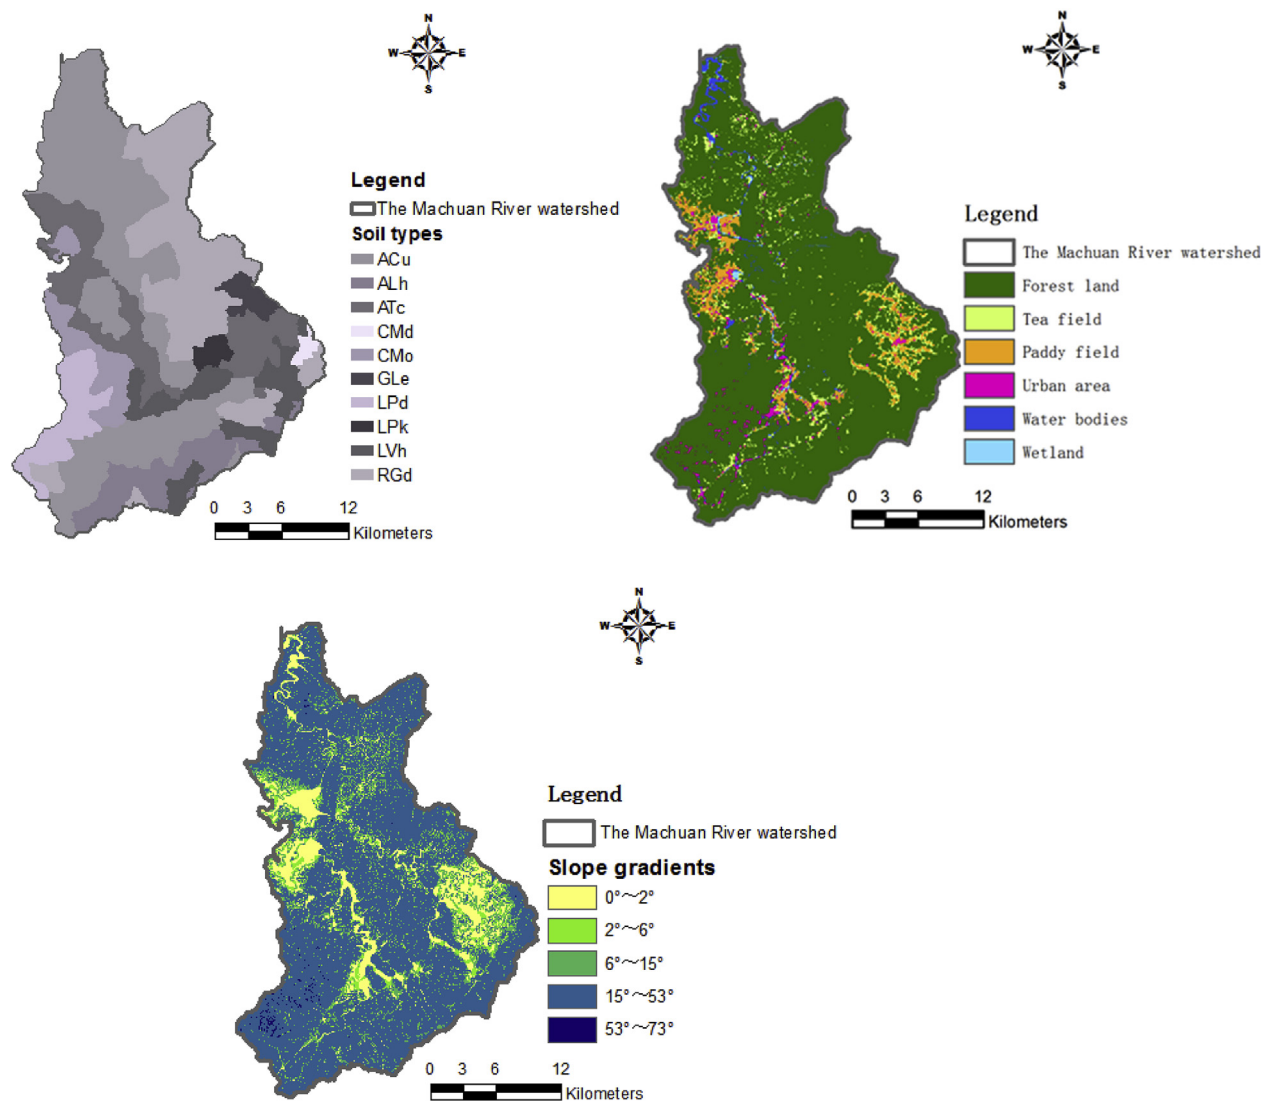 N
W E
S
Legend
The Machuan River watershed
Soil types
ACu
ALh
ATc
CMd
CMo
GLe
LPd
LPk
LVh
RGd
0 3 6 12
Kilometers
N
W E
S
Legend
The Machuan River watershed
Forest land
Tea field
Paddy field
Urban area
Water bodies
Wetland
0 3 6 12
Kilometers
N
W E
S
Legend
The Machuan River watershed
Slope gradients
0°～2°
2°～6°
6°～15°
15°～53°
53°～73°
0 3 6 12
Kilometers